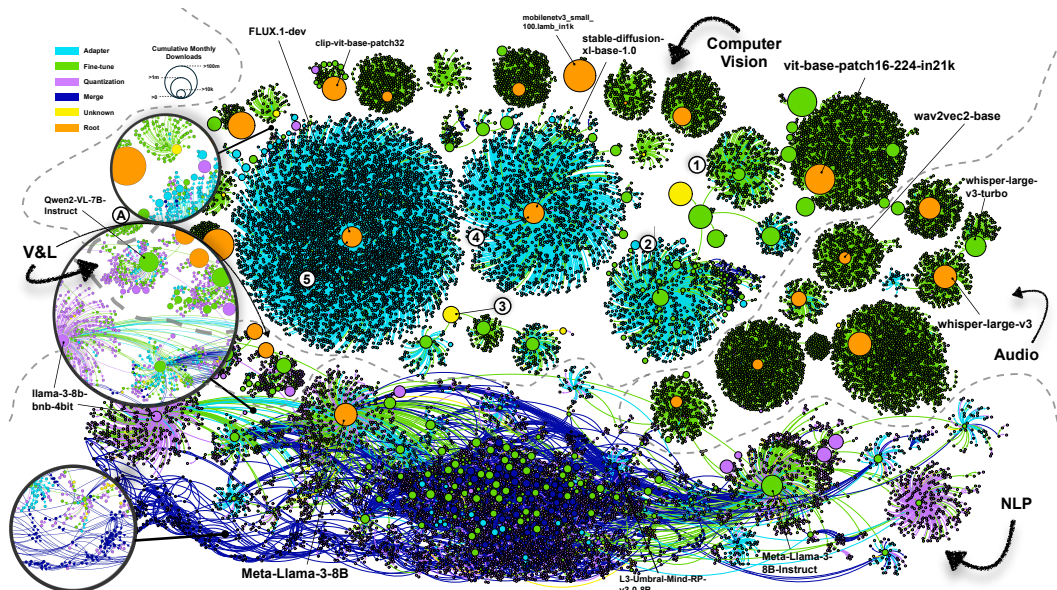 Adapter
Fine-tune
Quantization
Merge
Unknown
Root
Cumulative Monthly
Downloads
>100m
>1m
>10k
>0
FLUX.1-dev
clip-vit-base-patch32
mobilenetv3_small_
100.lamb_in1k
stable-diffusion-
xl-base-1.0
Computer
Vision
vit-base-patch16-224-in21k
wav2vec2-base
whisper-large-
v3-turbo
1
Qwen2-VL-7B-
Instruct
A
V&L
4
2
5
3
whisper-large-v3
Audio
llama-3-8b-
bnb-4bit
NLP
Meta-Llama-3-8B
Meta-Llama-3
8B-Instruct
L3-Umbral-Mind-RP-
v3.0-8B